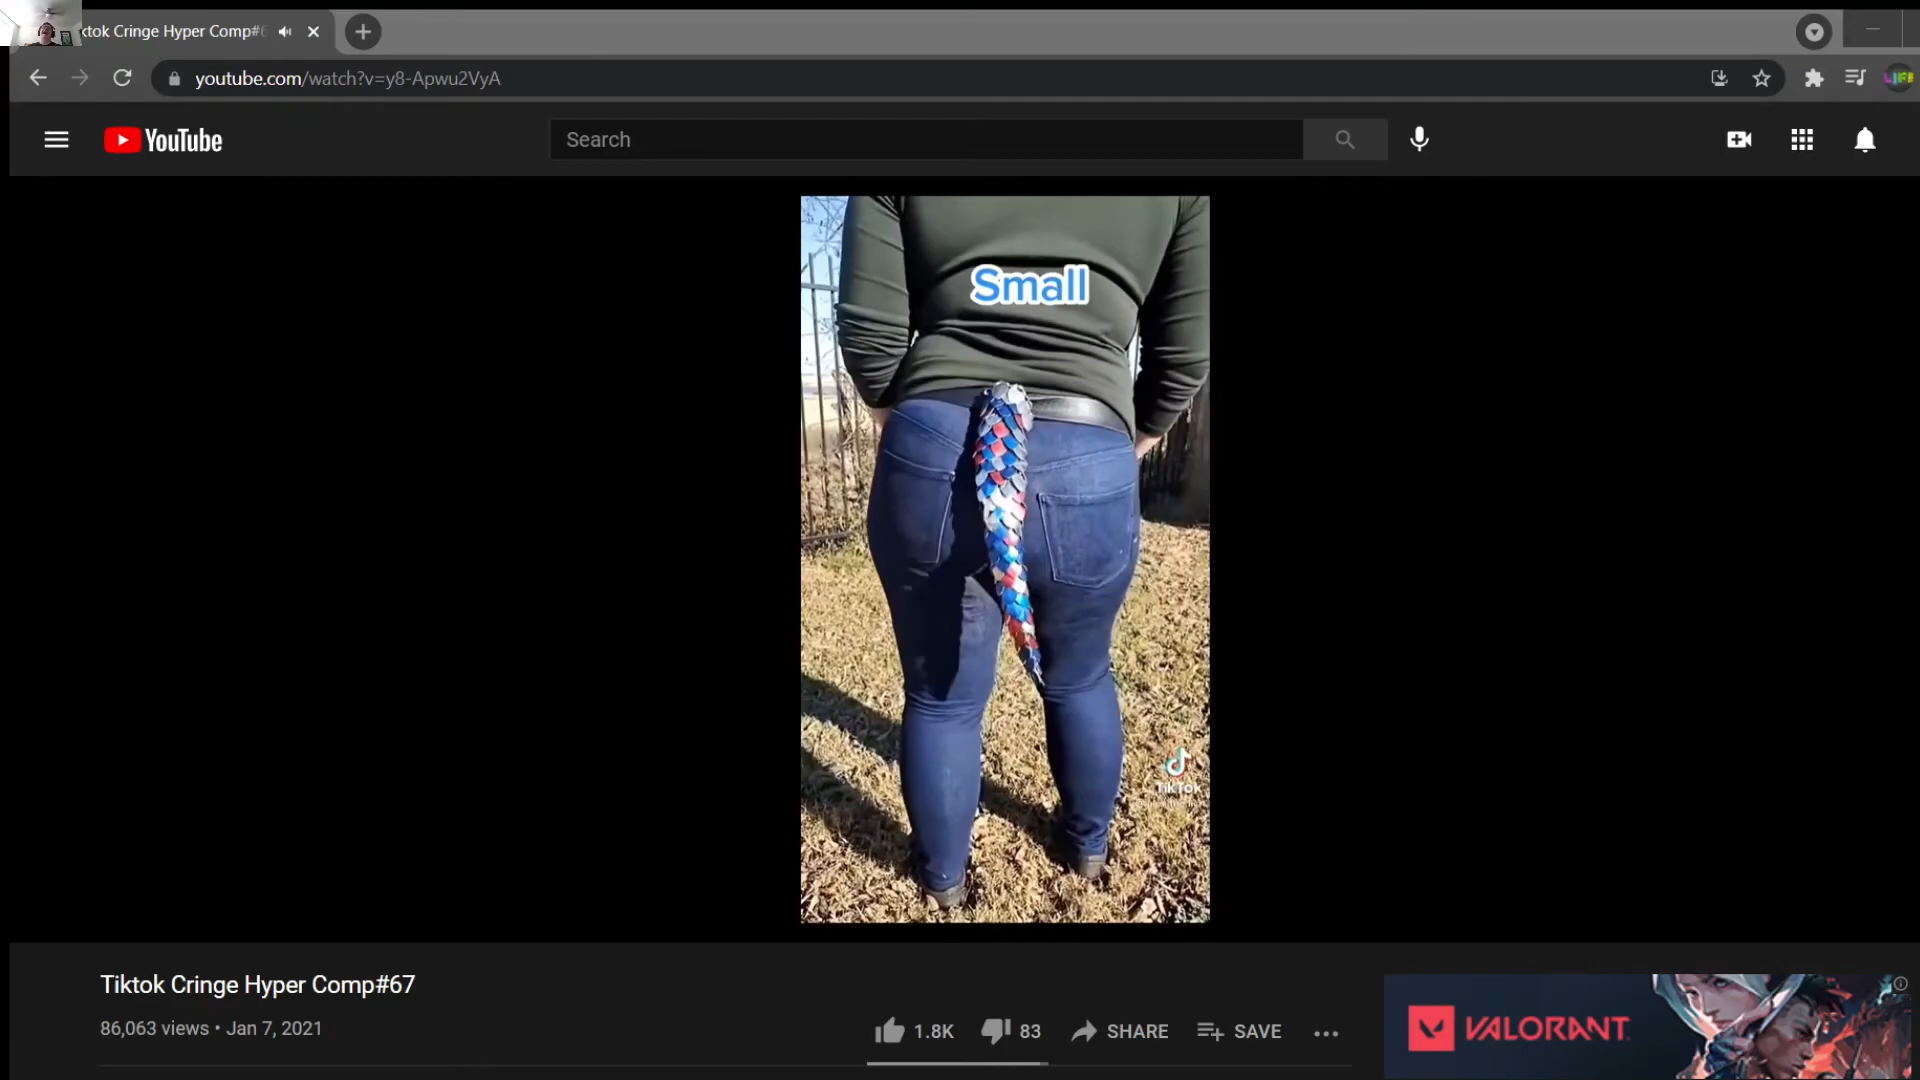 ktok Cringe Hyper Comp#6
youtube.com/watch?v=y8-Apwu2VyA
YouTube
Search
Small
TikTok
Tiktok Cringe Hyper Comp#67
86,063 views • Jan 7, 2021
1.8K
83
SHARE
SAVE
VALORANT